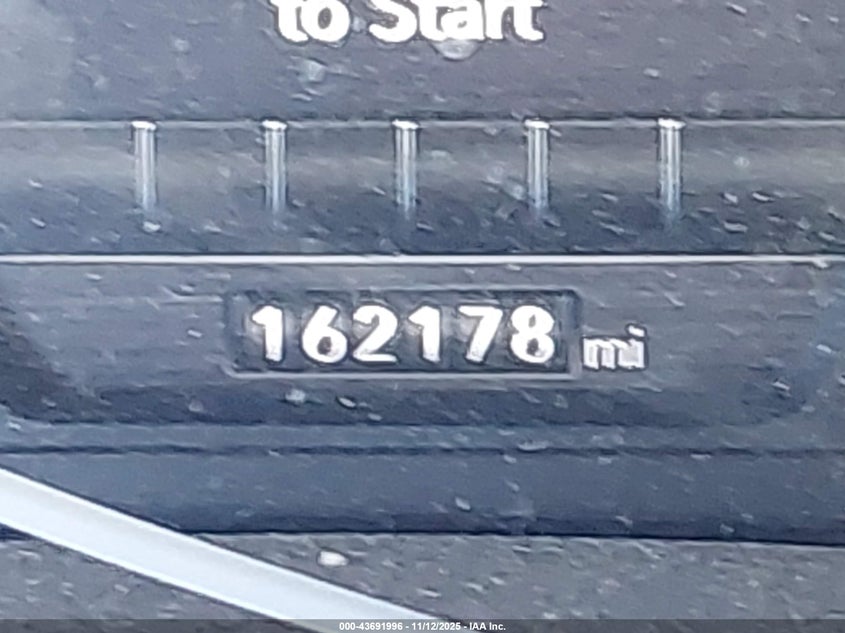 to Start
162178 mi
000-43691996 - 11/12/2025 - IAA Inc.